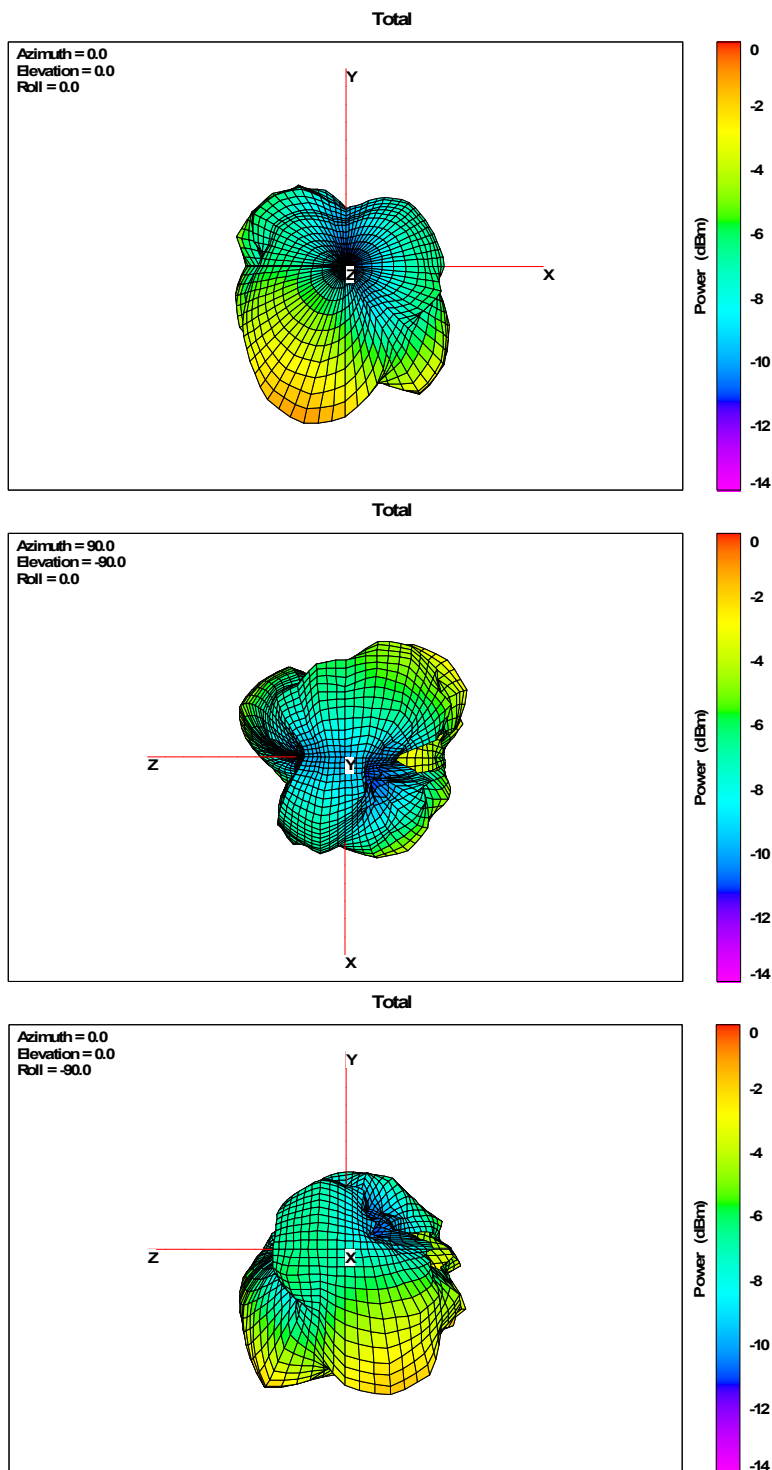 Total
Azimuth = 0.0
Elevation = 0.0
Roll = 0.0
Y
X
Z
0
-2
-4
-6
-8
-10
-12
-14
Power (dBm)
Total
Azimuth = 90.0
Elevation = -90.0
Roll = 0.0
Z
Y
X
0
-2
-4
-6
-8
-10
-12
-14
Power (dBm)
Total
Azimuth = 0.0
Elevation = 0.0
Roll = -90.0
Y
Z
X
0
-2
-4
-6
-8
-10
-12
-14
Power (dBm)